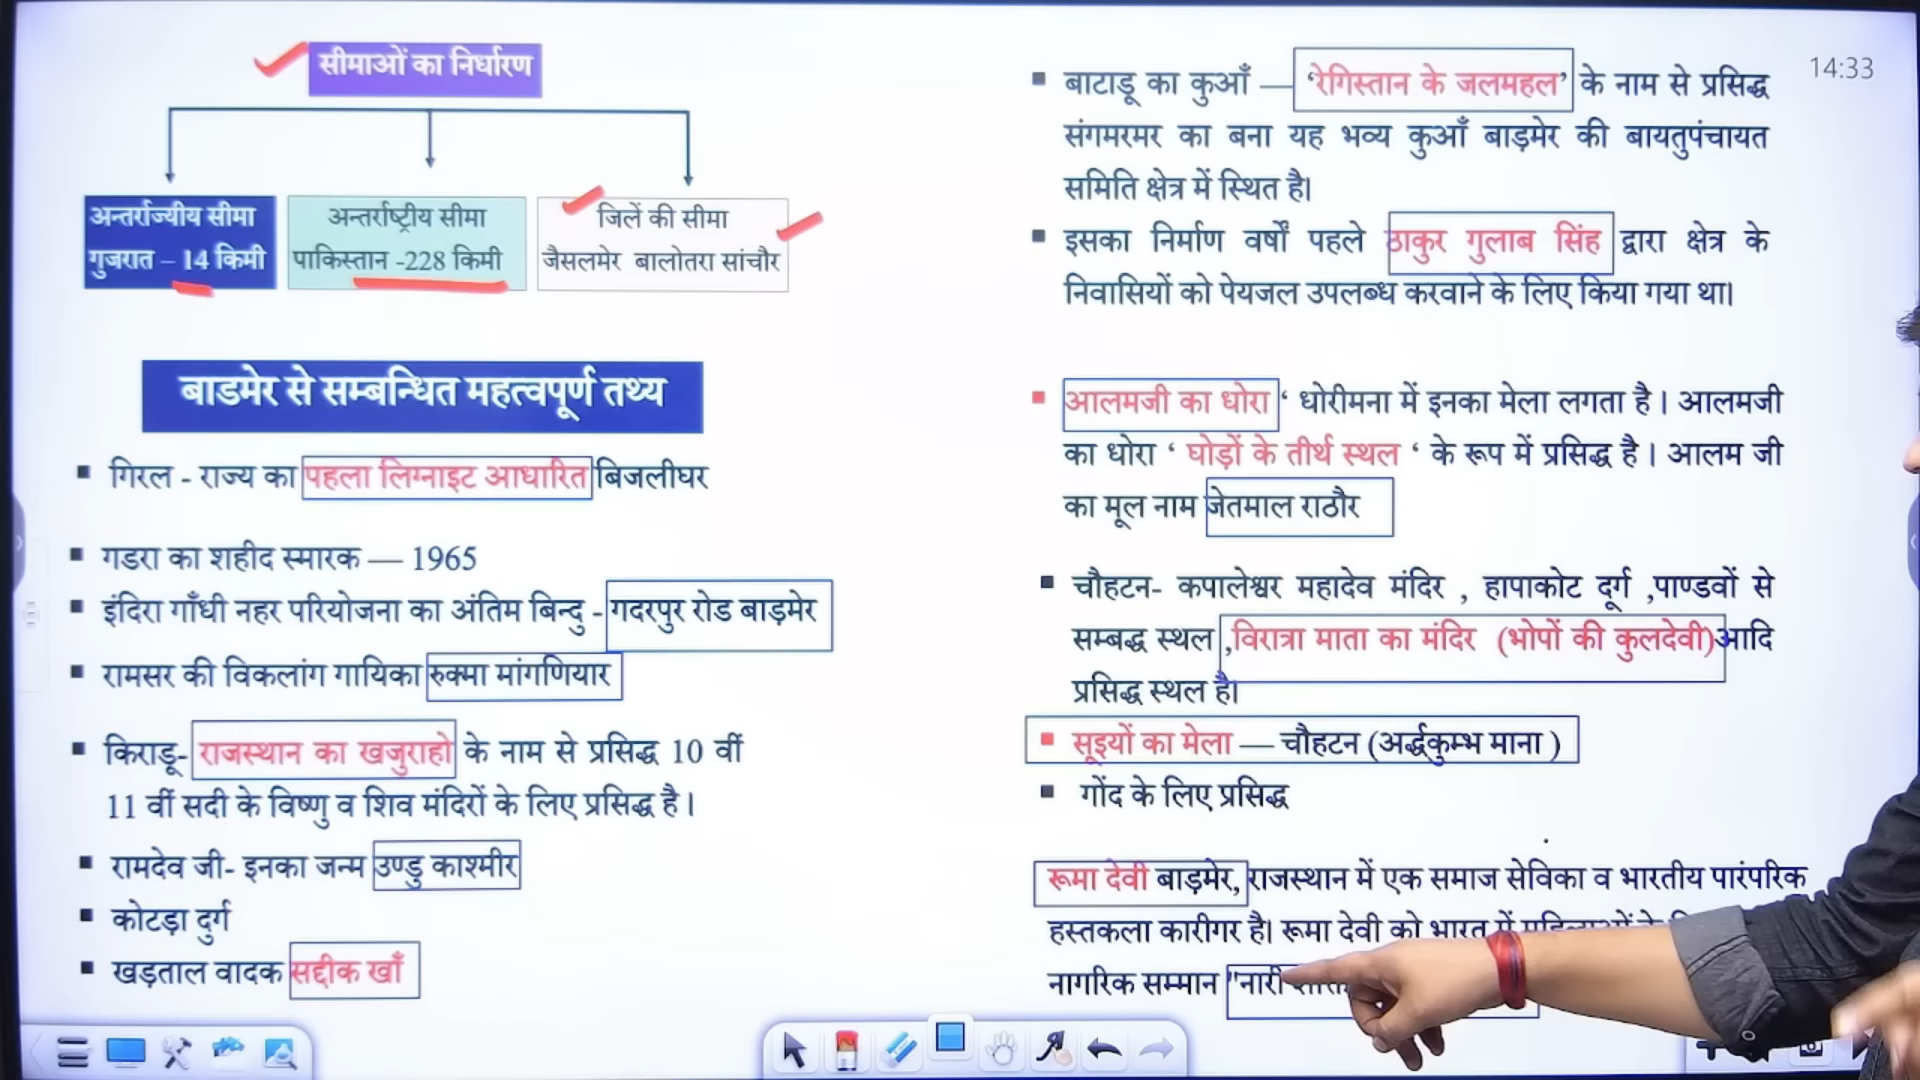 सीमाओं का निर्धारण
अन्तर्राज्यीय सीमा
गुजरात – 14 किमी
अन्तर्राष्ट्रीय सीमा
पाकिस्तान -228 किमी
जिलें की सीमा
जैसलमेर बालोतरा सांचौर
बाडमेर से सम्बन्धित महत्वपूर्ण तथ्य
▪ गिरल - राज्य का पहला लिग्नाइट आधारित बिजलीघर
▪ गडरा का शहीद स्मारक — 1965
▪ इंदिरा गाँधी नहर परियोजना का अंतिम बिन्दु - गदरपुर रोड बाड़मेर
▪ रामसर की विकलांग गायिका रुक्मा मांगणियार
▪ किराडू- राजस्थान का खजुराहो के नाम से प्रसिद्ध 10 वीं
11 वीं सदी के विष्णु व शिव मंदिरों के लिए प्रसिद्ध है ।
▪ रामदेव जी- इनका जन्म उण्डु काश्मीर
▪ कोटड़ा दुर्ग
▪ खड़ताल वादक सद्दीक खाँ
14:33
▪ बाटाडू का कुआँ — ‘रेगिस्तान के जलमहल’ के नाम से प्रसिद्ध
संगमरमर का बना यह भव्य कुआँ बाड़मेर की बायतुपंचायत
समिति क्षेत्र में स्थित है।
▪ इसका निर्माण वर्षों पहले ठाकुर गुलाब सिंह द्वारा क्षेत्र के
निवासियों को पेयजल उपलब्ध करवाने के लिए किया गया था।
▪ आलमजी का धोरा ‘ धोरीमना में इनका मेला लगता है । आलमजी
का धोरा ‘ घोड़ों के तीर्थ स्थल ‘ के रूप में प्रसिद्ध है । आलम जी
का मूल नाम जेतमाल राठौर
▪ चौहटन- कपालेश्वर महादेव मंदिर , हापाकोट दूर्ग ,पाण्डवों से
सम्बद्ध स्थल ,विरात्रा माता का मंदिर (भोपों की कुलदेवी)आदि
प्रसिद्ध स्थल है।
▪ सूइयों का मेला — चौहटन (अर्द्धकुम्भ माना )
▪ गोंद के लिए प्रसिद्ध
रूमा देवी बाड़मेर, राजस्थान में एक समाज सेविका व भारतीय पारंपरिक
हस्तकला कारीगर है। रूमा देवी को भारत में
नागरिक सम्मान "नारी